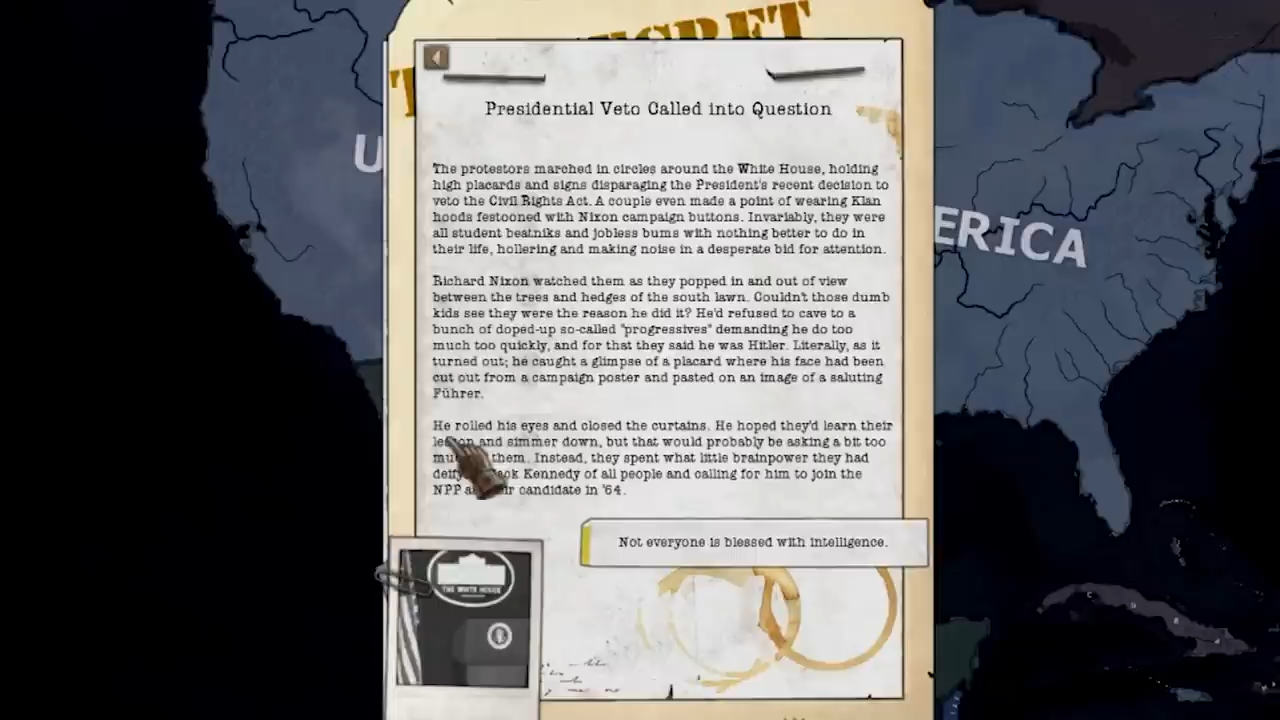 SECRET
Presidential Veto Called into Question
U
ERICA
The protestors marched in circles around the White House, holding
high placards and signs disparaging the President's recent decision to
veto the Civil Rights Act. A couple even made a point of wearing Klan
hoods festooned with Nixon campaign buttons. Invariably, they were
all student beatniks and jobless bums with nothing better to do in
their life, hollering and making noise in a desperate bid for attention.
Richard Nixon watched them as they popped in and out of view
between the trees and hedges of the south lawn. Couldn't those dumb
kids see they were the reason he did it? He'd refused to cave to a
bunch of doped-up so-called "progressives" demanding he do too
much too quickly, and for that they said he was Hitler. Literally, as it
turned out; he caught a glimpse of a placard where his face had been
cut out from a campaign poster and pasted on an image of a saluting
Führer.
He rolled his eyes and closed the curtains. He hoped they'd learn their
lesson and simmer down, but that would probably be asking a bit too
them. Instead, they spent what little brainpower they had
Kennedy of all people and calling for him to join the
NPP candidate in '64.
Not everyone is blessed with intelligence.
THE WHITE HOUSE